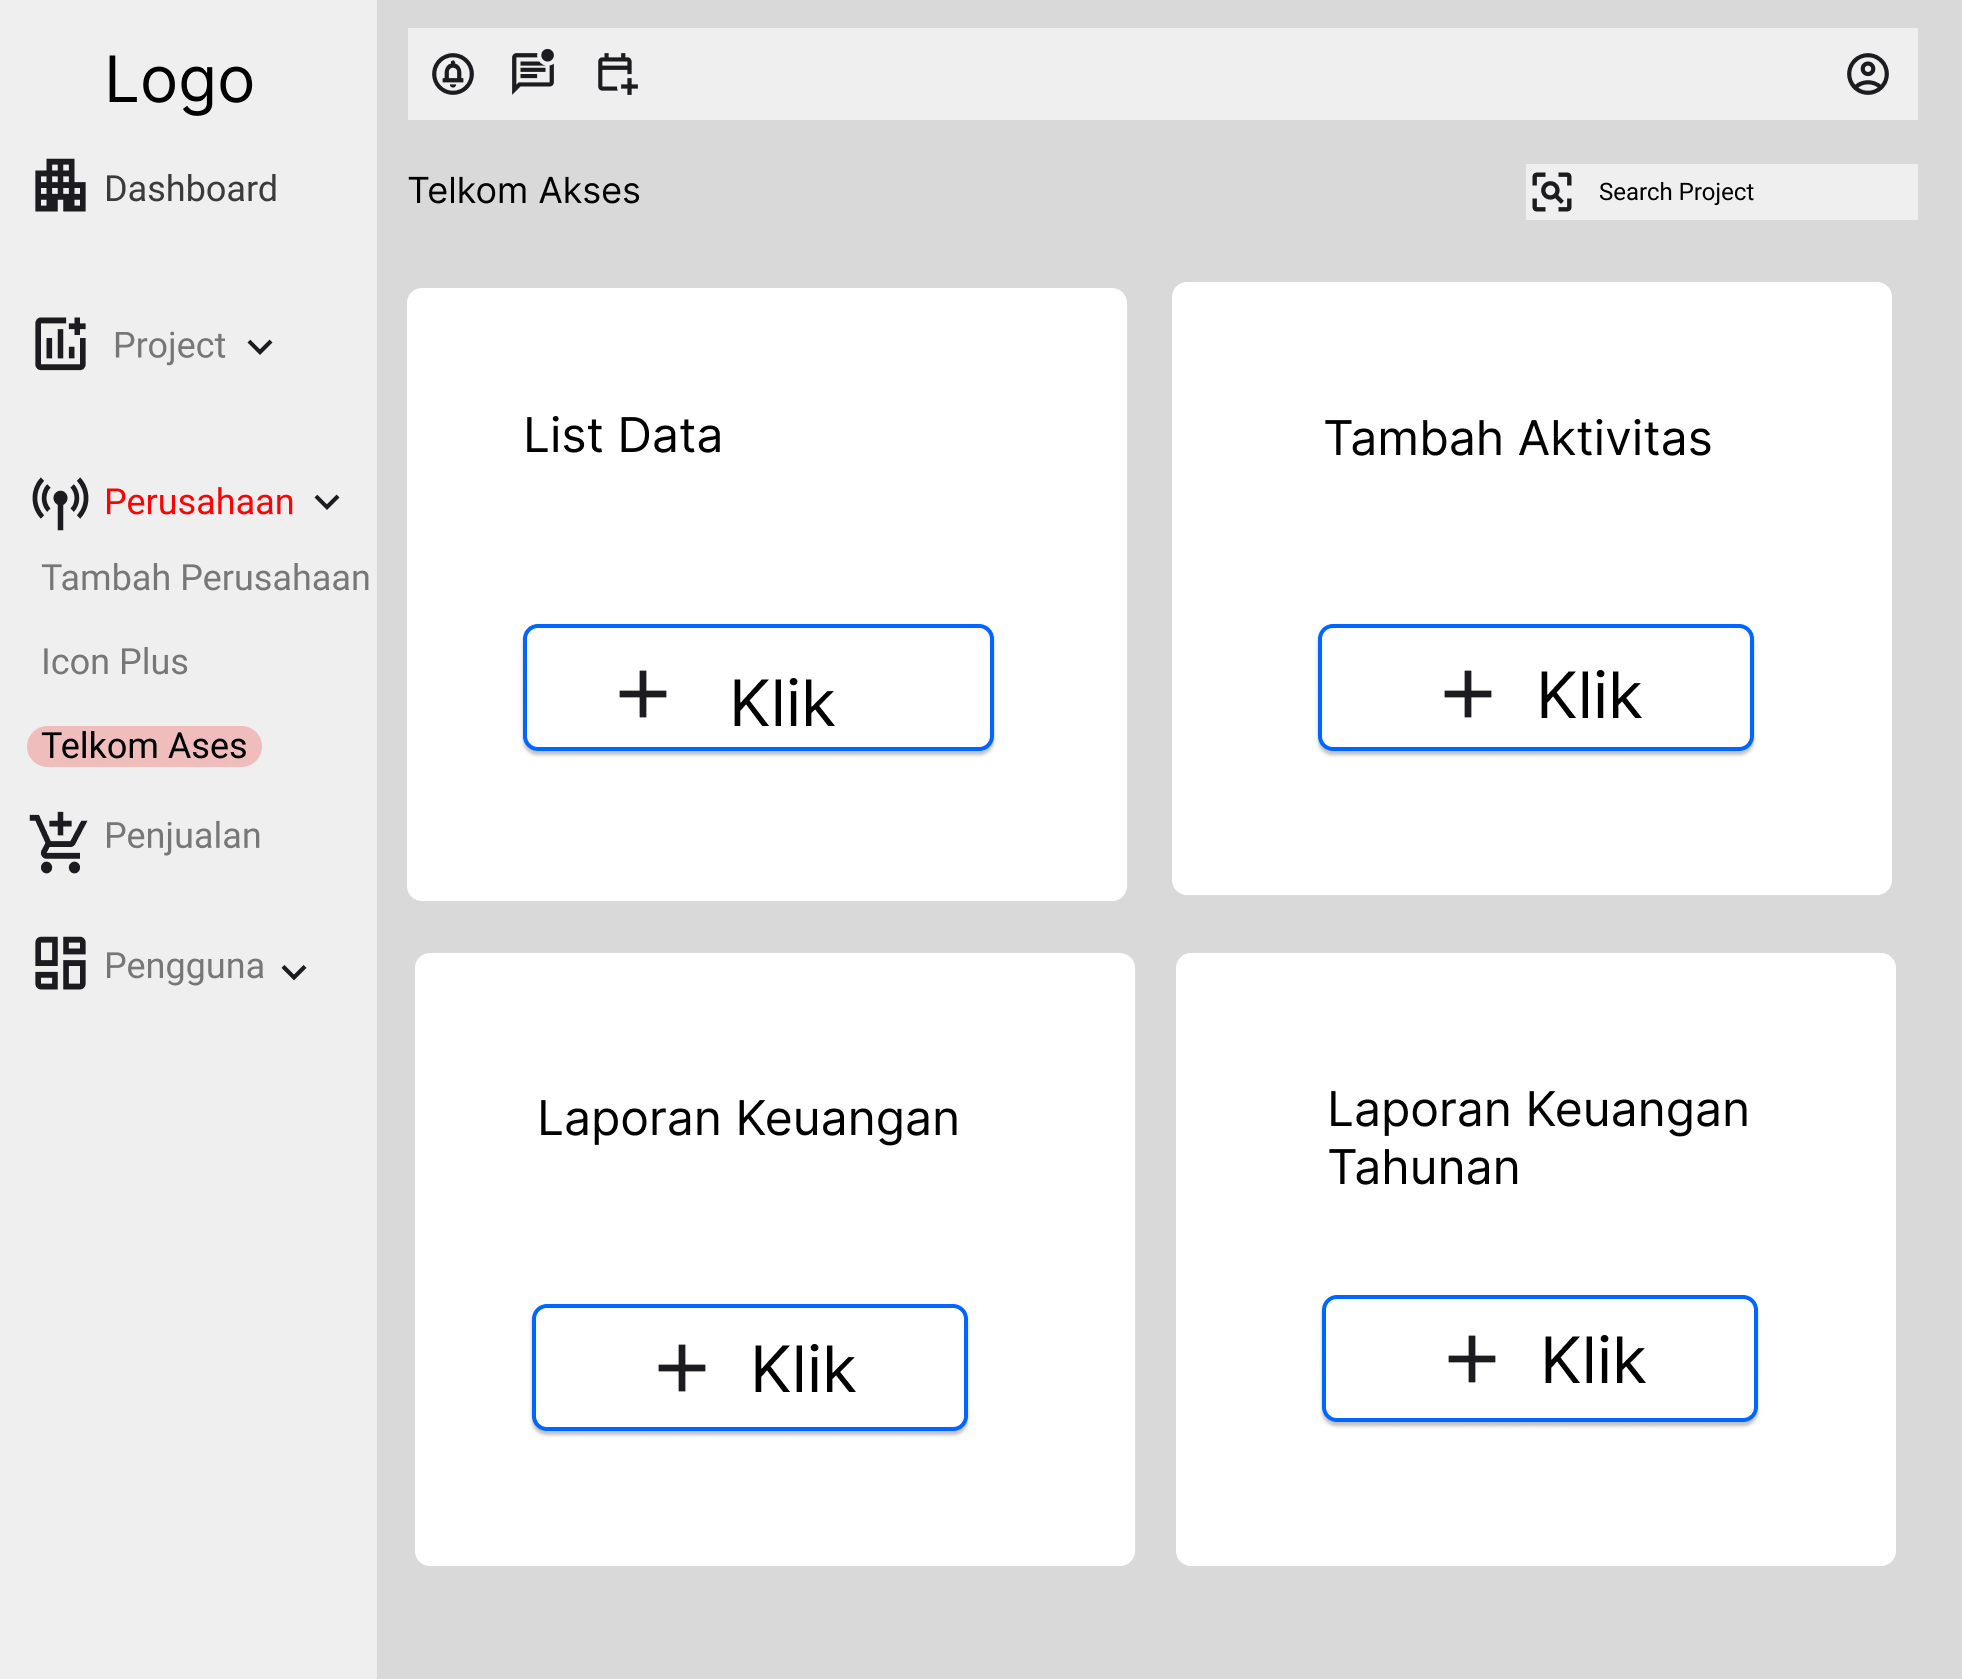 Logo
Dashboard
Project
Perusahaan
Tambah Perusahaan
Icon Plus
Telkom Ases
Penjualan
Pengguna
Telkom Akses
Search Project
List Data
Klik
Tambah Aktivitas
Klik
Laporan Keuangan
Klik
Laporan Keuangan
Tahunan
Klik